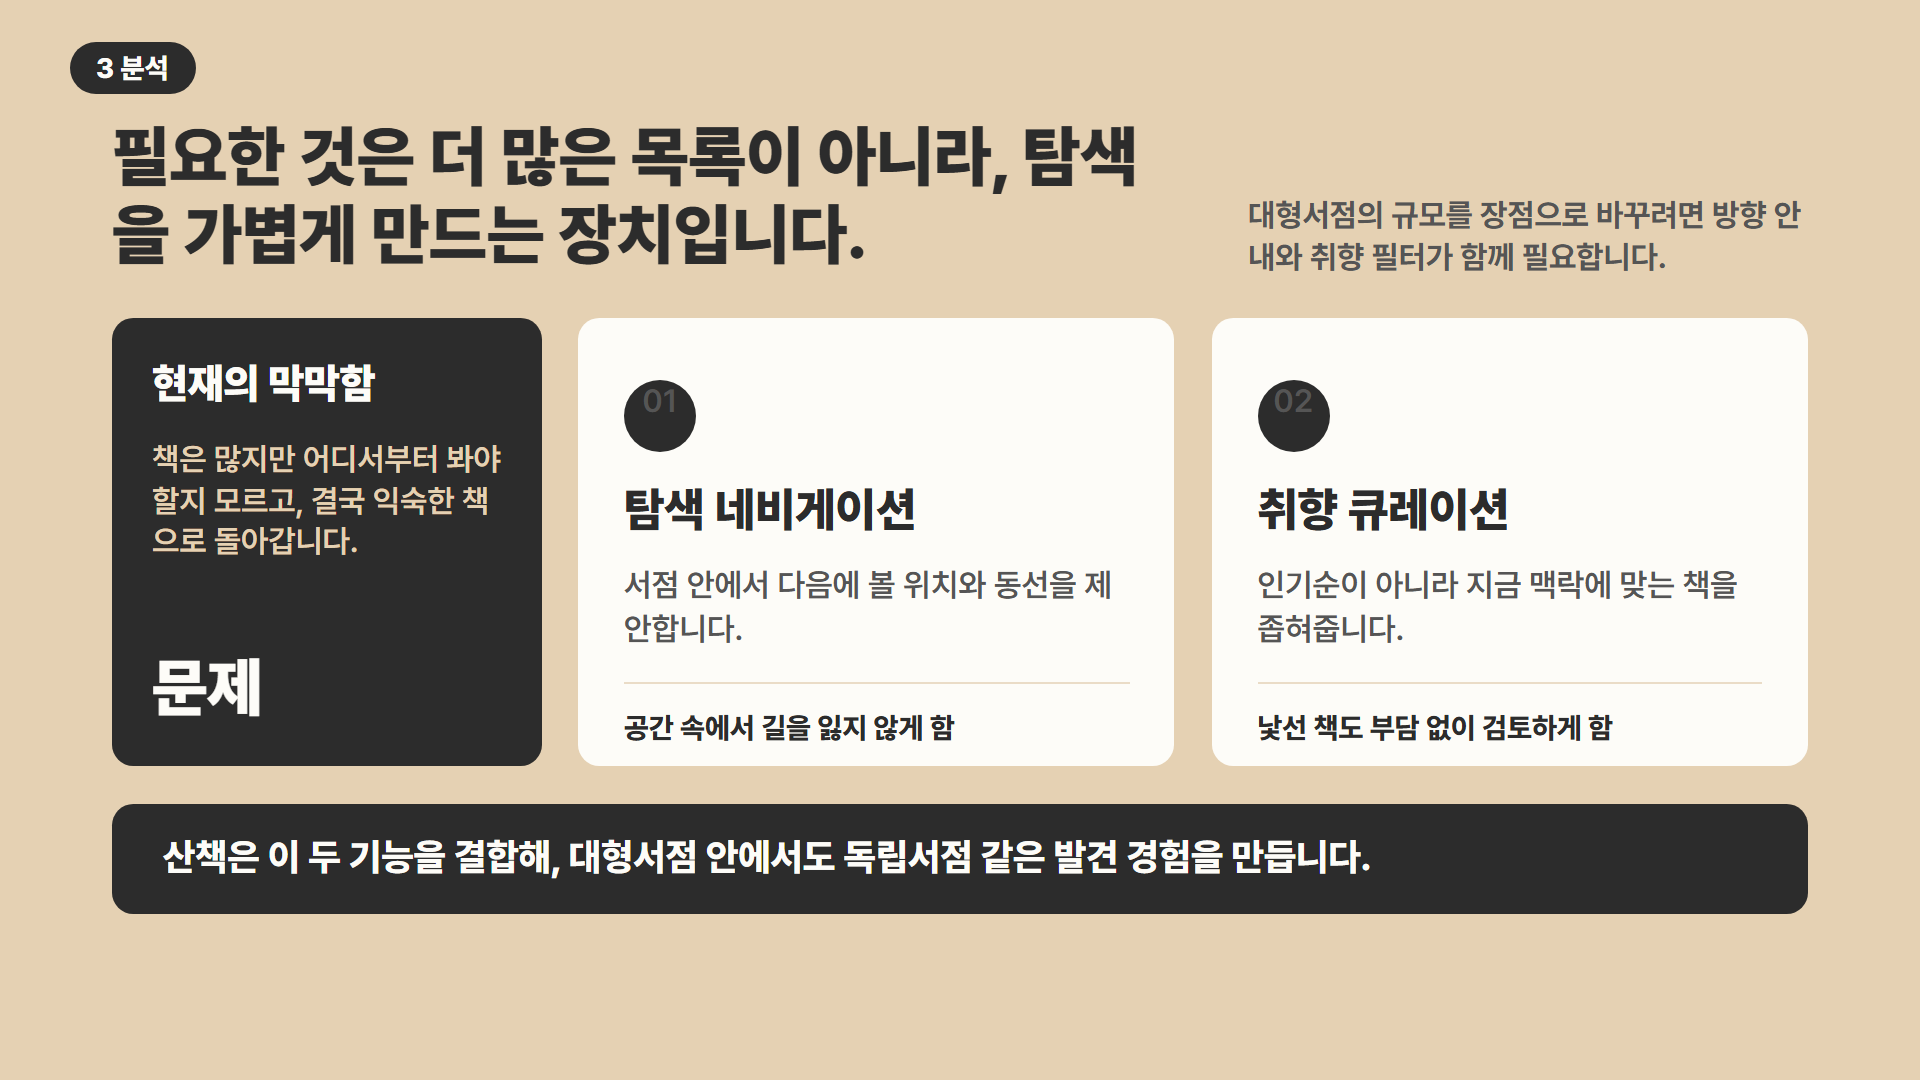 3 분석
필요한 것은 더 많은 목록이 아니라, 탐색
을 가볍게 만드는 장치입니다.
대형서점의 규모를 장점으로 바꾸려면 방향 안
내와 취향 필터가 함께 필요합니다.
현재의 막막함
책은 많지만 어디서부터 봐야
할지 모르고, 결국 익숙한 책
으로 돌아갑니다.
문제
01
탐색 네비게이션
서점 안에서 다음에 볼 위치와 동선을 제
안합니다.
공간 속에서 길을 잃지 않게 함
02
취향 큐레이션
인기순이 아니라 지금 맥락에 맞는 책을
좁혀줍니다.
낯선 책도 부담 없이 검토하게 함
산책은 이 두 기능을 결합해, 대형서점 안에서도 독립서점 같은 발견 경험을 만듭니다.